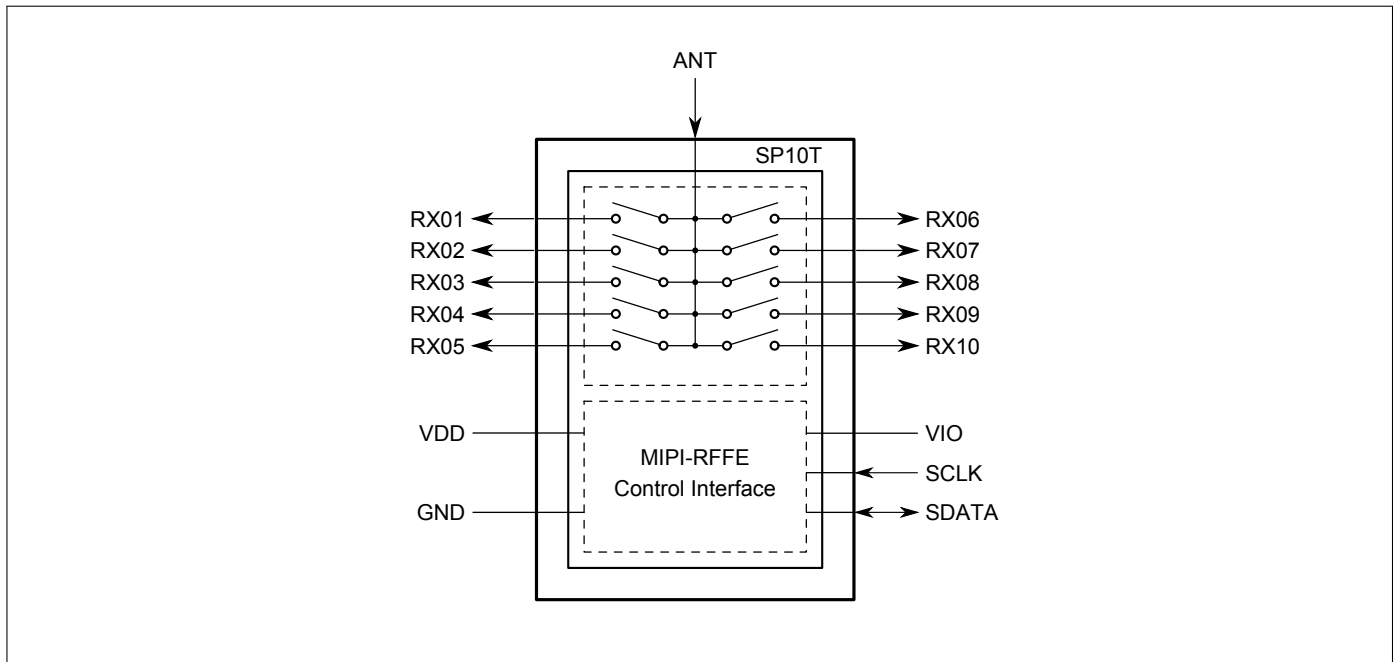 ANT
SP10T
RX01
RX06
RX02
RX07
RX03
RX08
RX04
RX09
RX05
RX10
VDD
VIO
MIPI-RFFE
Control Interface
SCLK
GND
SDATA